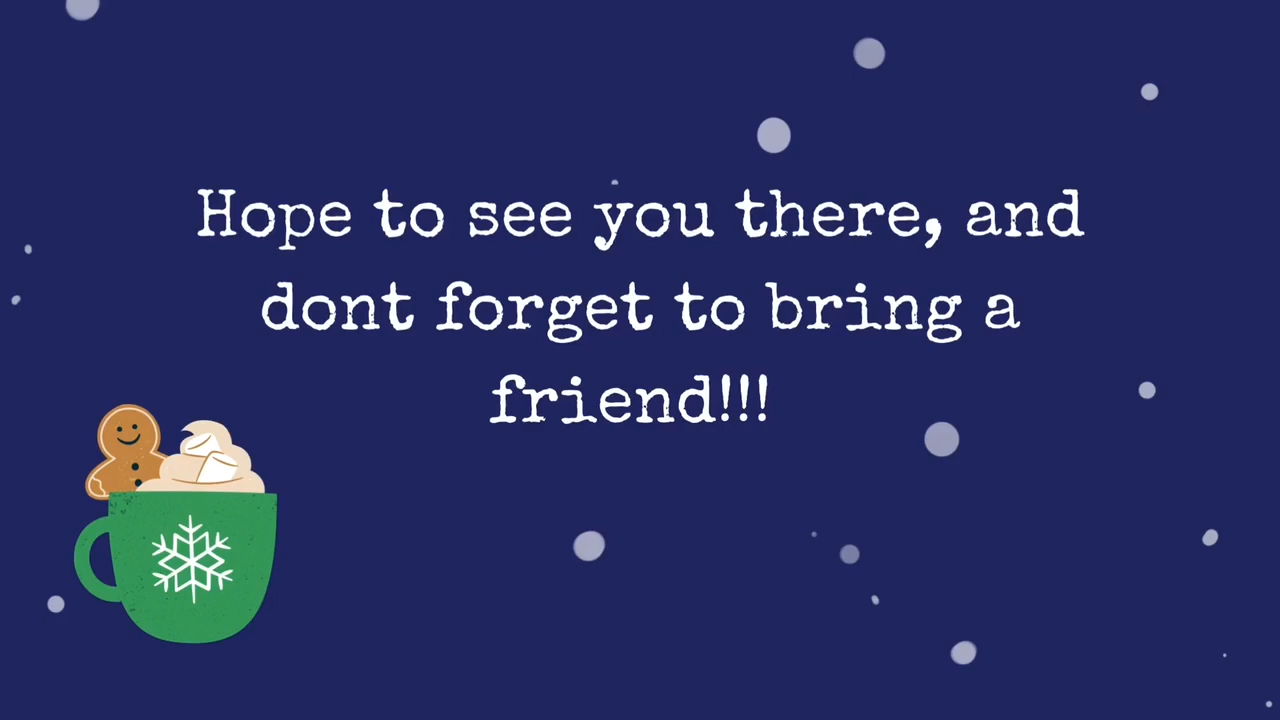 Hope to see you there, and
dont forget to bring a
friend!!!